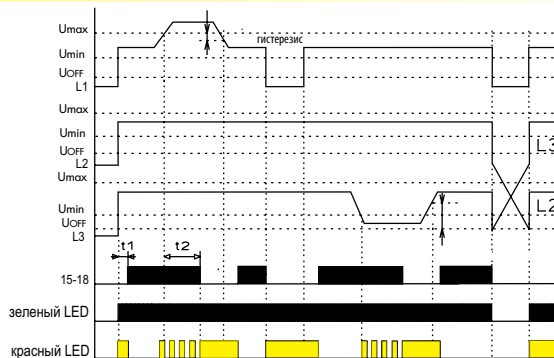 Umax
гистерезис
Umin
UOFF
L1
Umax
Umin
UOFF
L2
L3
Umax
Umin
UOFF
L3
L2
t1
t2
15-18
зеленый LED
красный LED